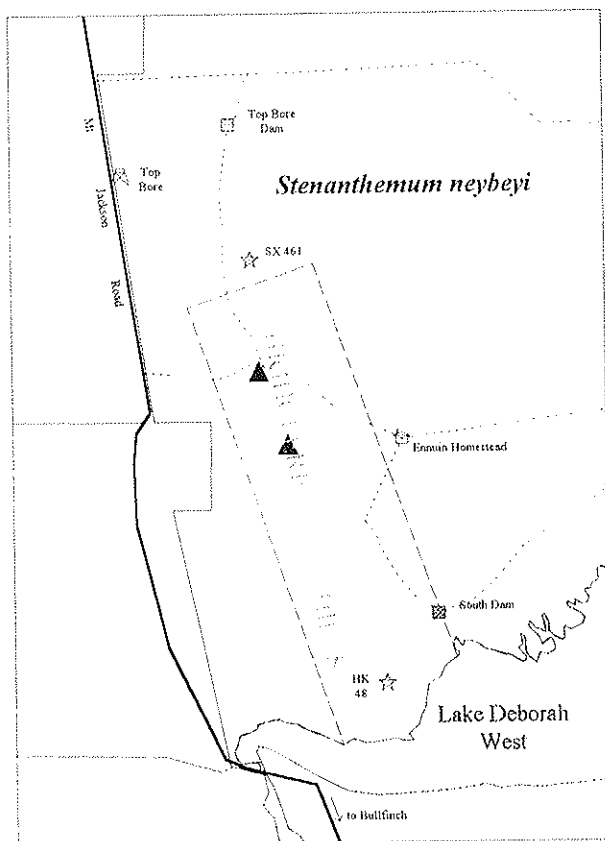 Top Bore
Dam
Mt
Jackson
Road
Top
Bore
Stenanthemum neybeyi
SX 461
Ennuin Homestead
South Dam
HK
48
Lake Deborah
West
to Bullfinch